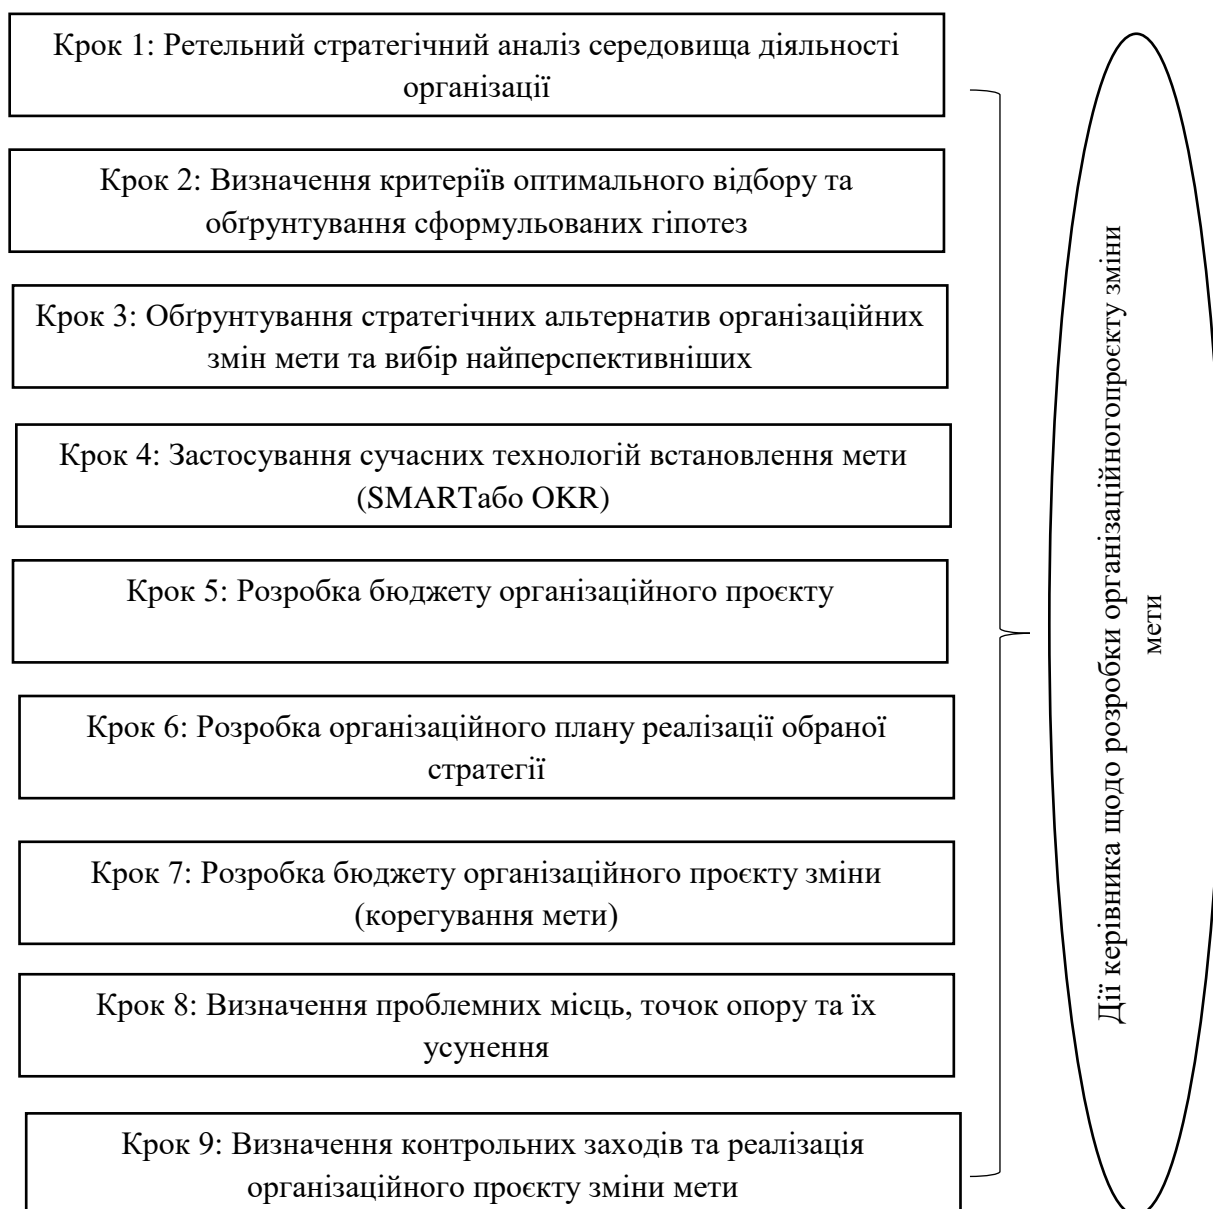 Крок 1: Ретельний стратегічний аналіз середовища діяльності
організації
Крок 2: Визначення критеріїв оптимального відбору та
обґрунтування сформульованих гіпотез
Крок 3: Обґрунтування стратегічних альтернатив організаційних
змін мети та вибір найперспективніших
Крок 4: Застосування сучасних технологій встановлення мети
(SMARTабо OKR)
Крок 5: Розробка бюджету організаційного проєкту
Крок 6: Розробка організаційного плану реалізації обраної
стратегії
Крок 7: Розробка бюджету організаційного проєкту зміни
(корегування мети)
Крок 8: Визначення проблемних місць, точок опору та їх
усунення
Крок 9: Визначення контрольних заходів та реалізація
організаційного проєкту зміни мети
Дії керівника щодо розробки організаційногопроєкту зміни
мети